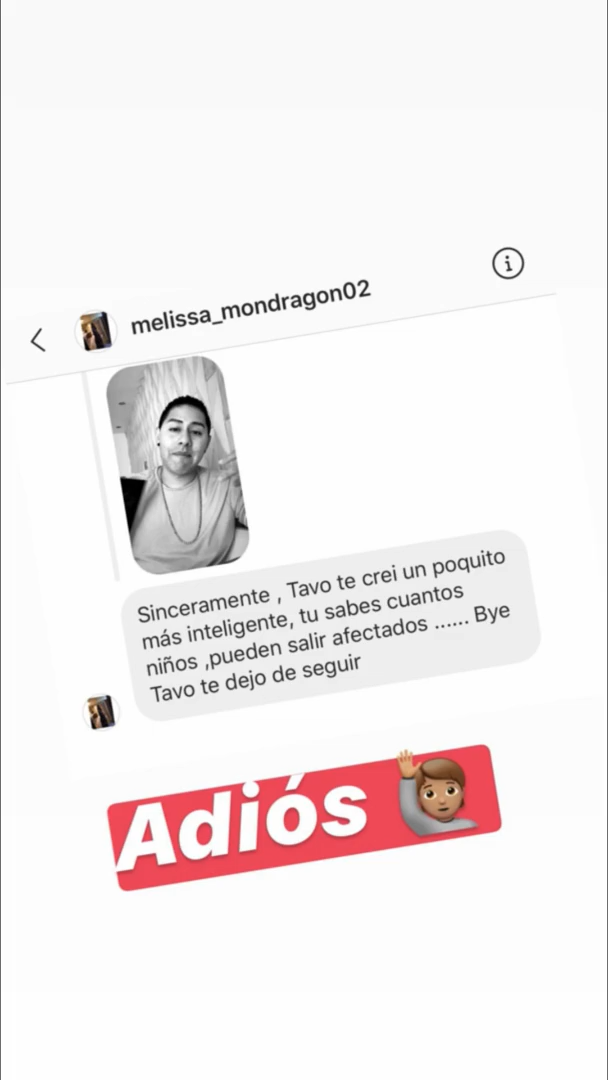 melissa_mondragon02
Sinceramente , Tavo te crei un poquito
más inteligente, tu sabes cuantos
niños ,pueden salir afectados ...... Bye
Tavo te dejo de seguir
Adiós 🙋🏽